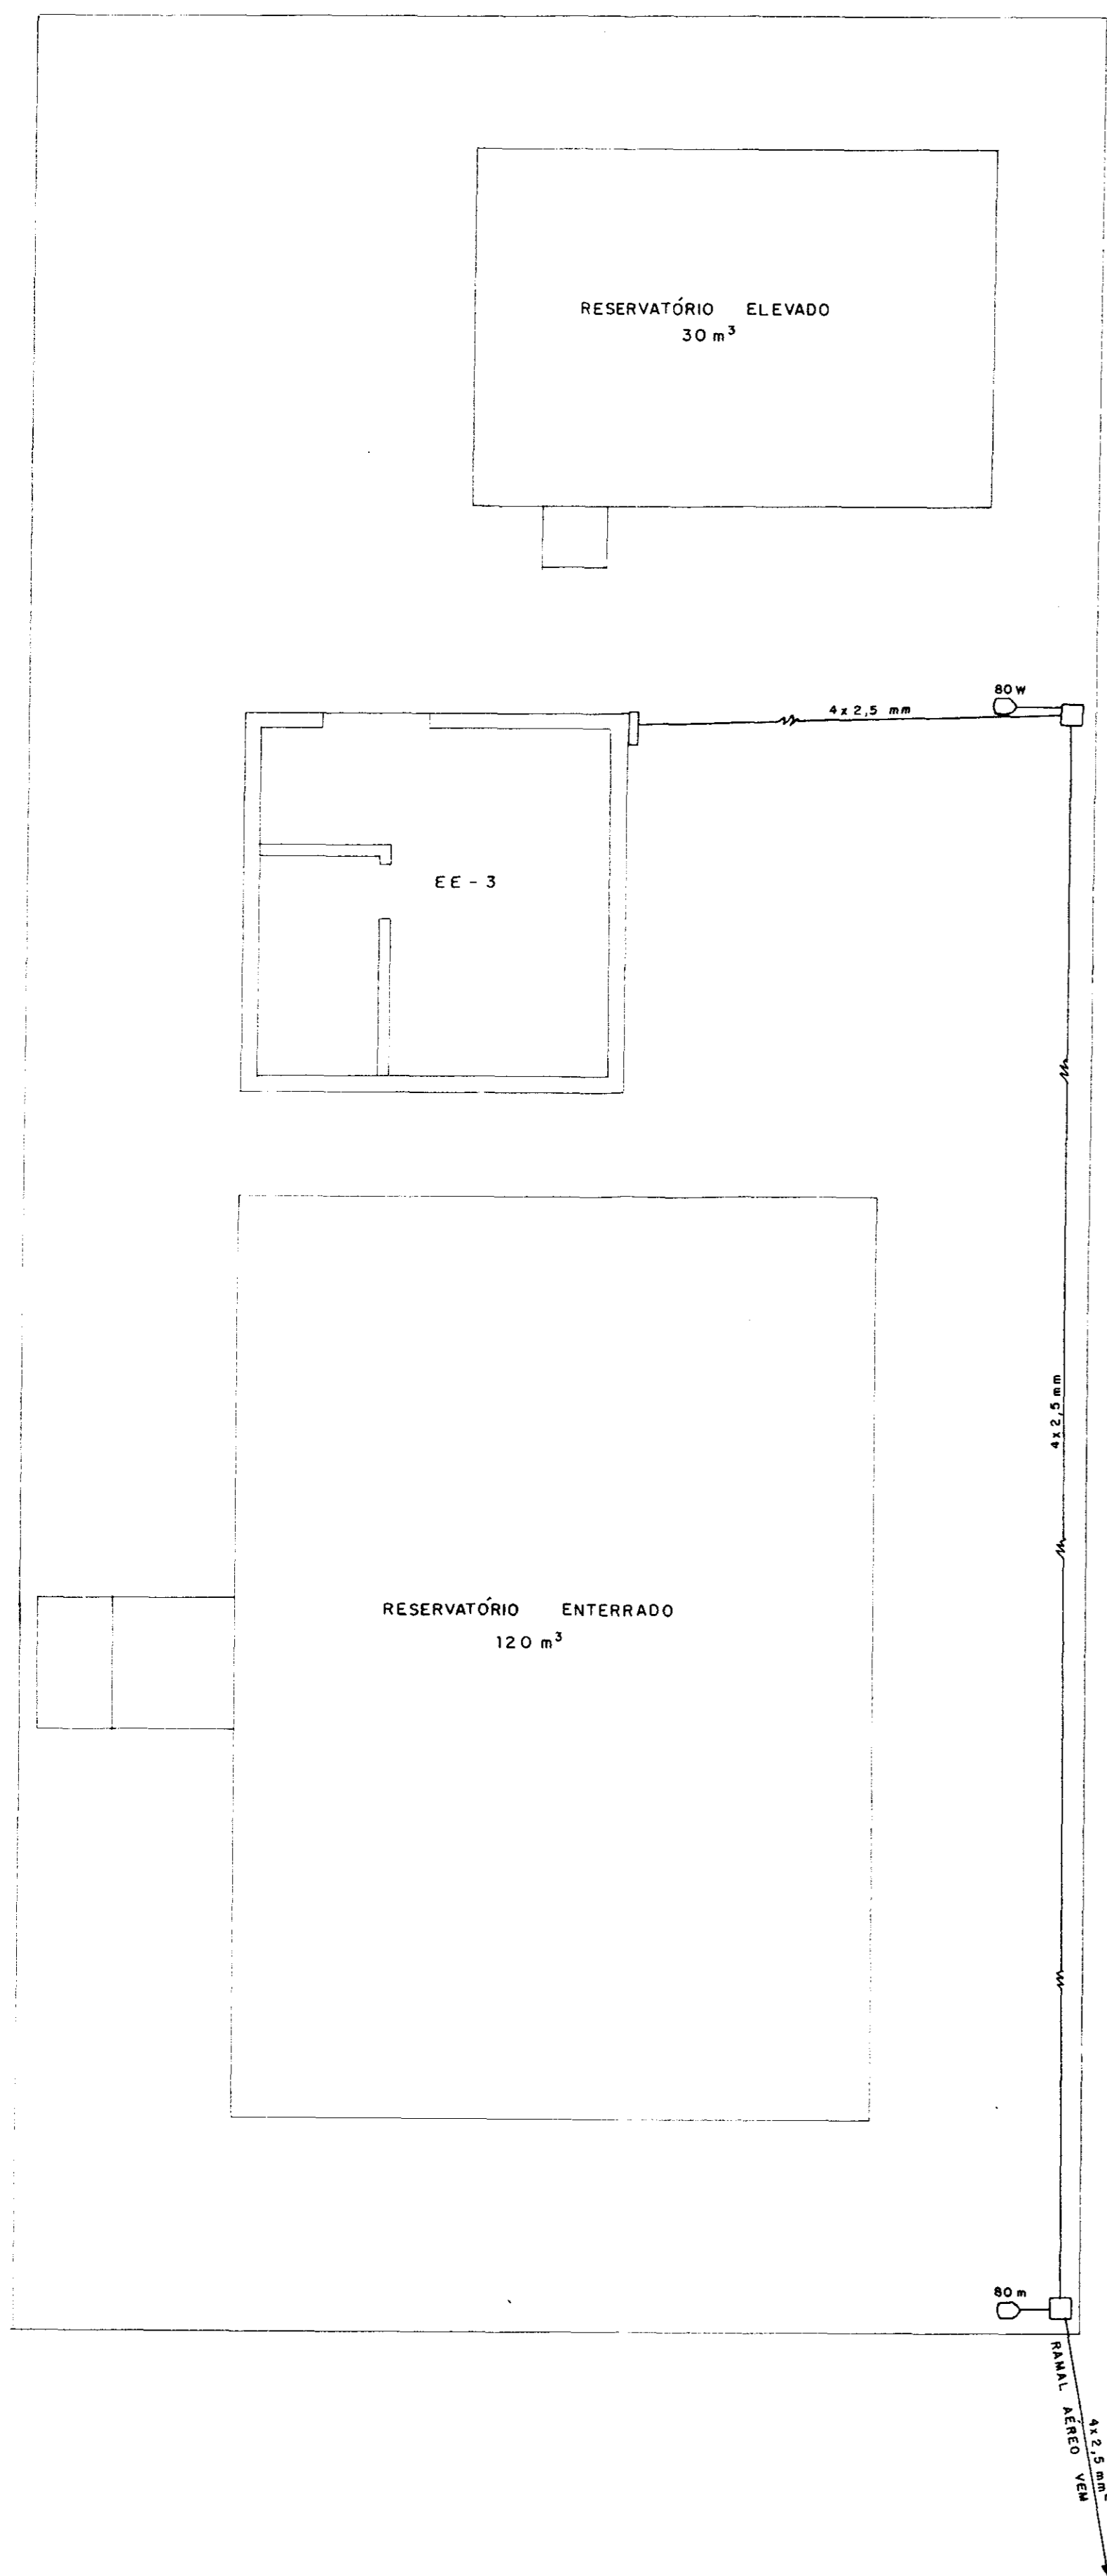 RESERVATÓRIO ELEVADO
30 m³
80 W
4 x 2,5 mm
EE - 3
4 x 2,5 mm
RESERVATÓRIO ENTERRADO
120 m³
80 m
RAMAL AÉREO VEM
4 x 2,5 mm²